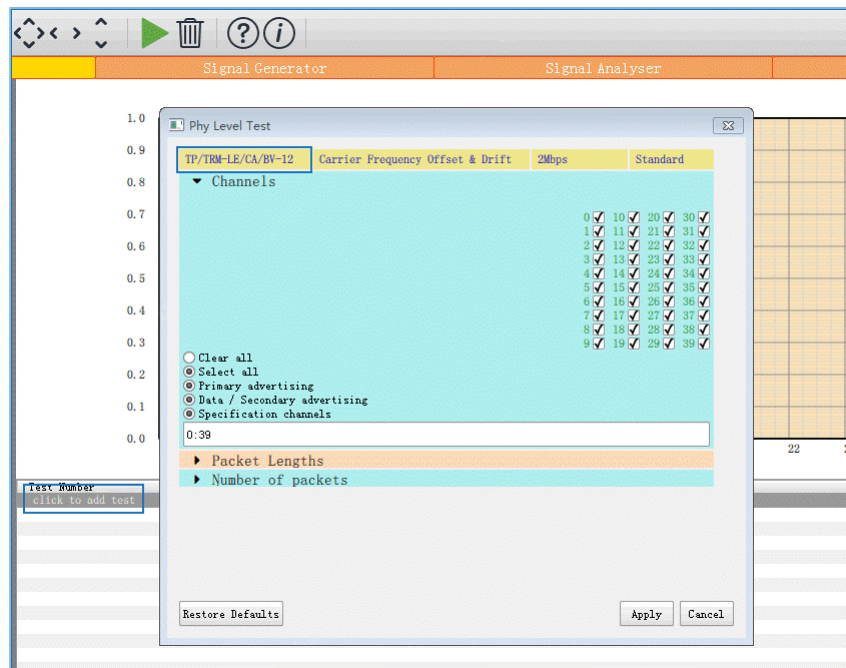 Signal Generator Signal Analyser
1.0
0.9
0.8
0.7
0.6
0.5
0.4
0.3
0.2
0.1
0.0
22
Phy Level Test
TP/TRM-LE/CA/BV-12 Carrier Frequency Offset & Drift 2Mbps Standard
Channels
0 10 20 30
1 11 21 31
2 12 22 32
3 13 23 33
4 14 24 34
5 15 25 35
6 16 26 36
7 17 27 37
8 18 28 38
9 19 29 39
Clear all
Select all
Primary advertising
Data / Secondary advertising
Specification channels
0:39
Packet Lengths
Number of packets
Restore Defaults Apply Cancel
Test Number
click to add test